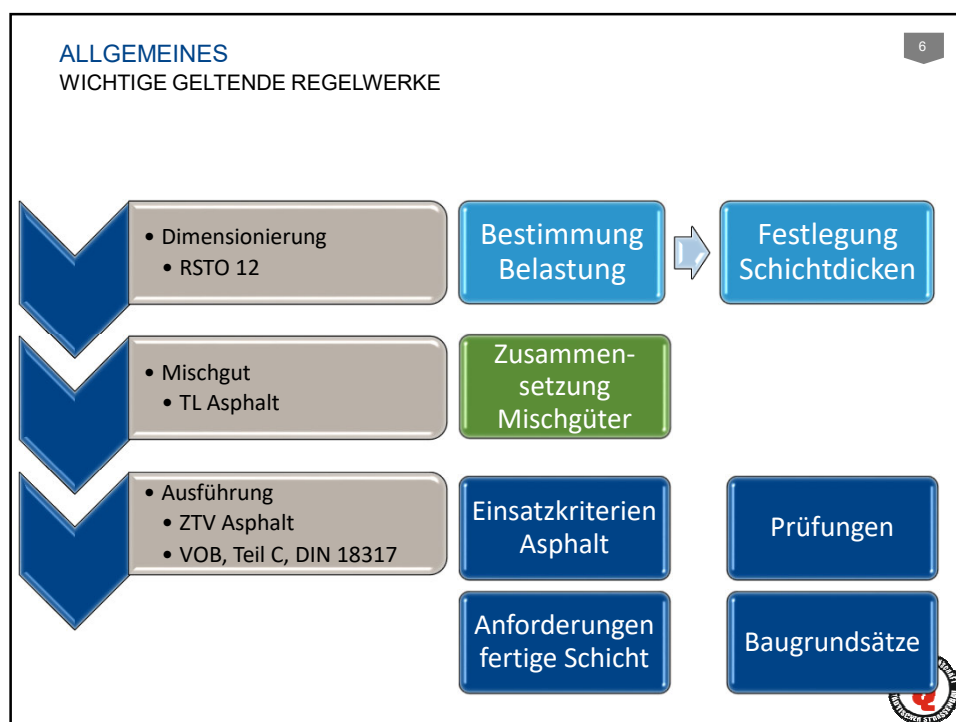 ALLGEMEINES
6
WICHTIGE GELTENDE REGELWERKE
• Dimensionierung
• RSTO 12
Bestimmung
Belastung
Festlegung
Schichtdicken
• Mischgut
• TL Asphalt
Zusammen-
setzung
Mischgüter
• Ausführung
• ZTV Asphalt
• VOB, Teil C, DIN 18317
Einsatzkriterien
Asphalt
Prüfungen
Anforderungen
fertige Schicht
Baugrundsätze